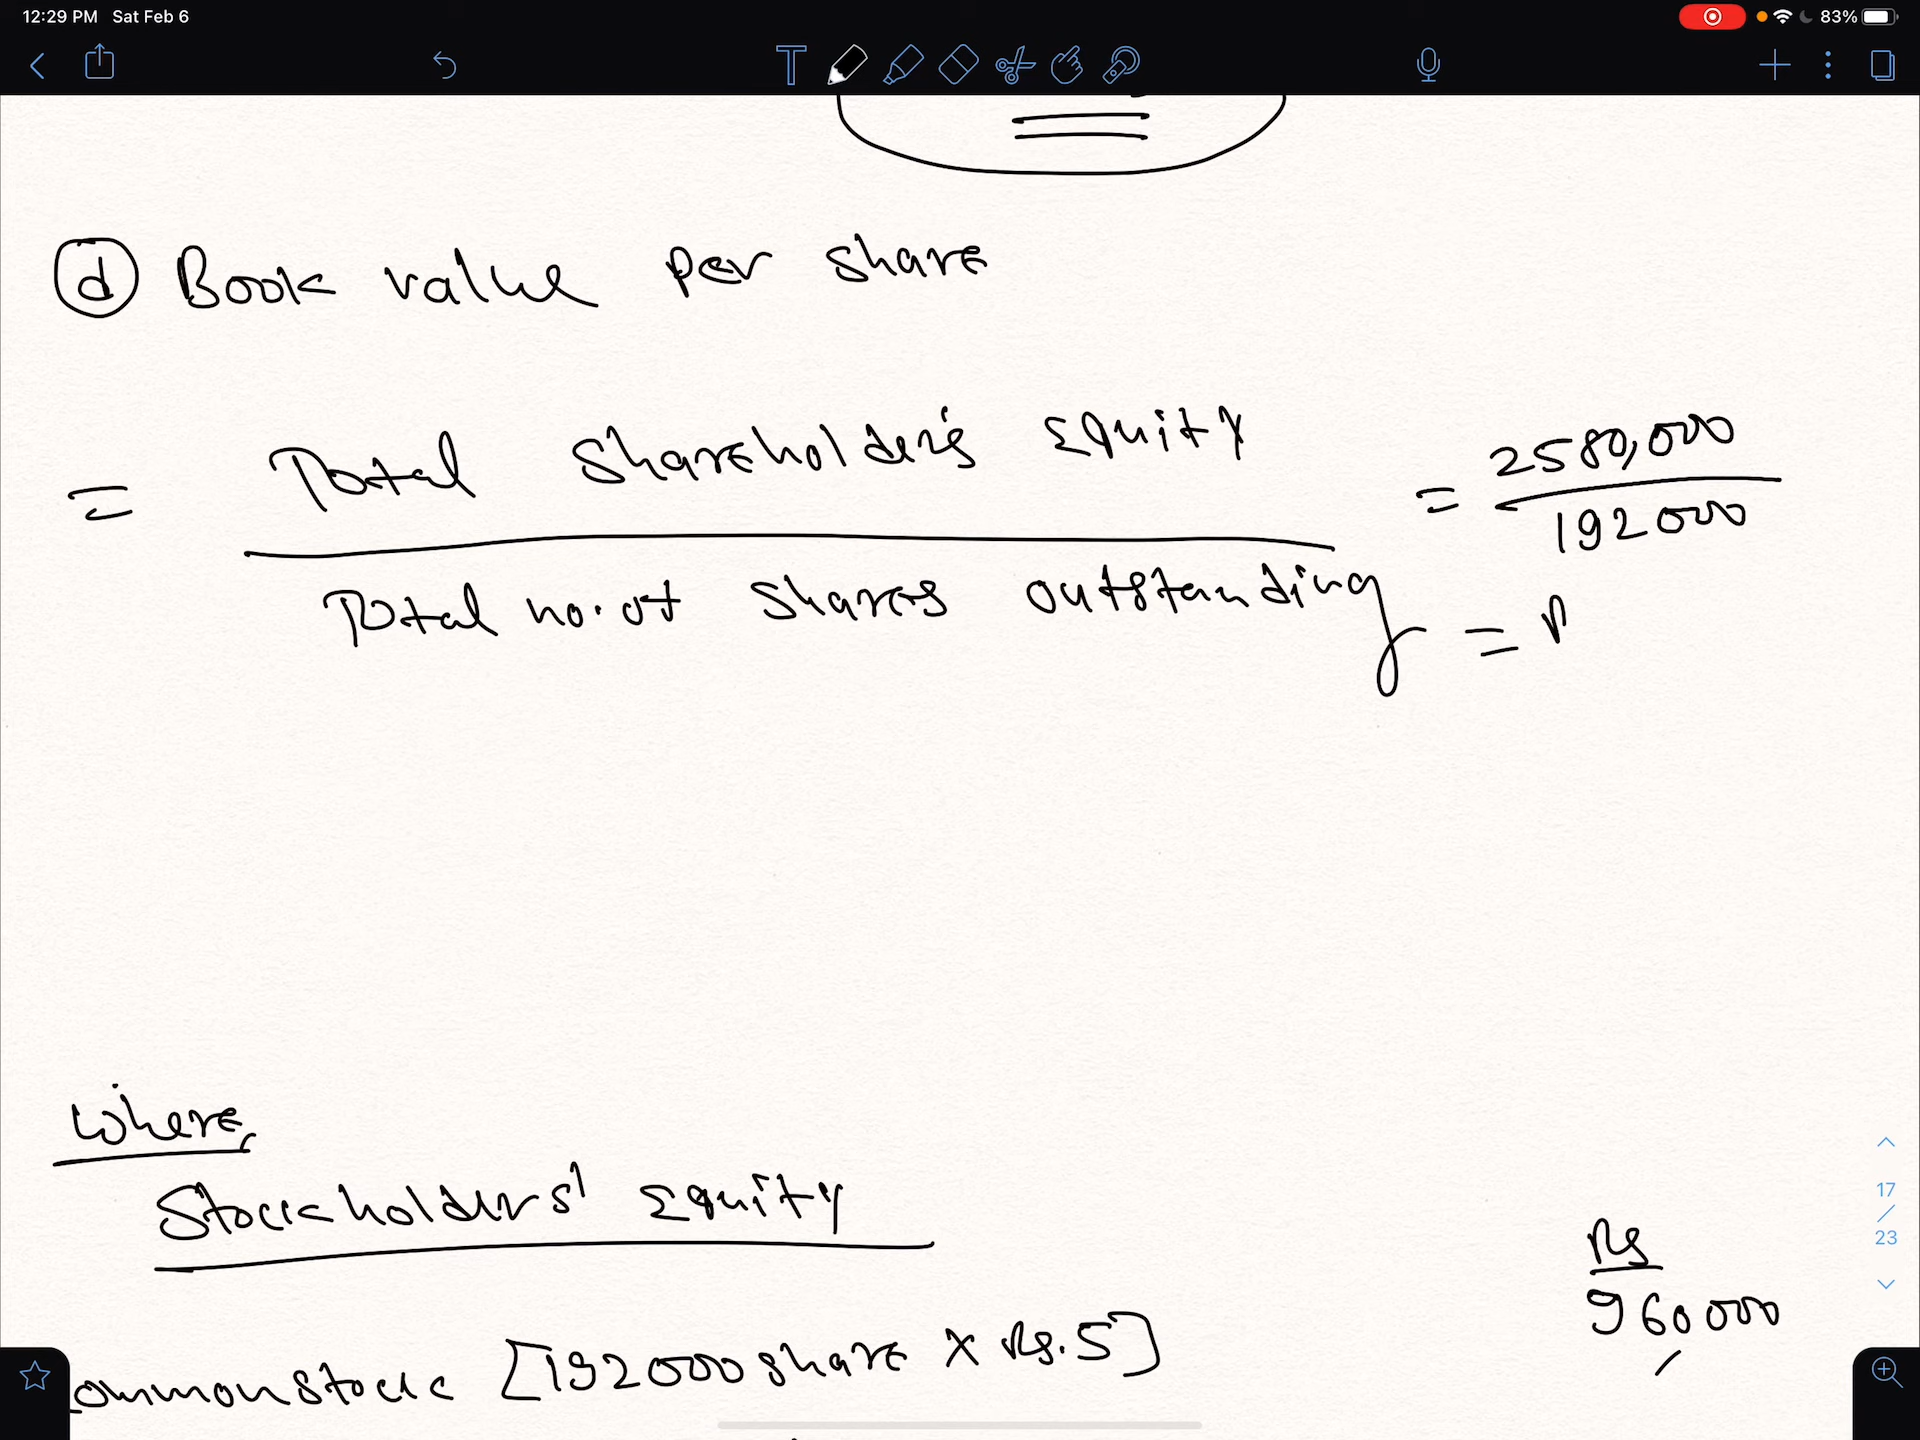 12:29 PM Sat Feb 6
83%
T
d Book value per share
= Total Shareholder's Equity = 2580,000
Total no. of Shares outstanding 192000
=
Where,
Stockholders' Equity
17
/
23
Rs
960000
ommonstock [192000 share X Rs. 5]